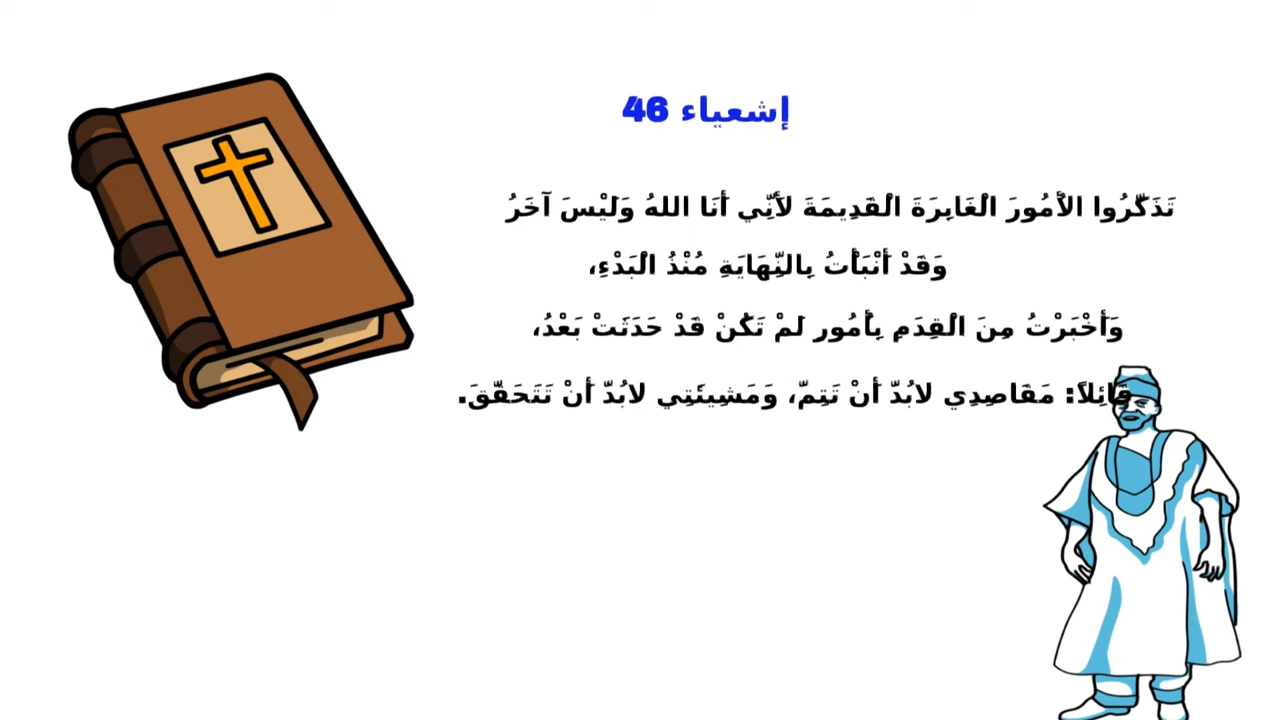 إشعياء 46
تَذَكَّرُوا الأُمُورَ الْغَابِرَةَ الْقَدِيمَةَ لأَنِّي أَنَا اللهُ وَلَيْسَ آخَرُ
وَقَدْ أَنْبَأْتُ بِالنِّهَايَةِ مُنْذُ الْبَدْءِ،
وَأَخْبَرْتُ مِنَ الْقِدَمِ بِأُمُورٍ لَمْ تَكُنْ قَدْ حَدَثَتْ بَعْدُ،
قَائِلاً: مَقَاصِدِي لابُدَّ أَنْ تَتِمَّ، وَمَشِيئَتِي لابُدَّ أَنْ تَتَحَقَّقَ.